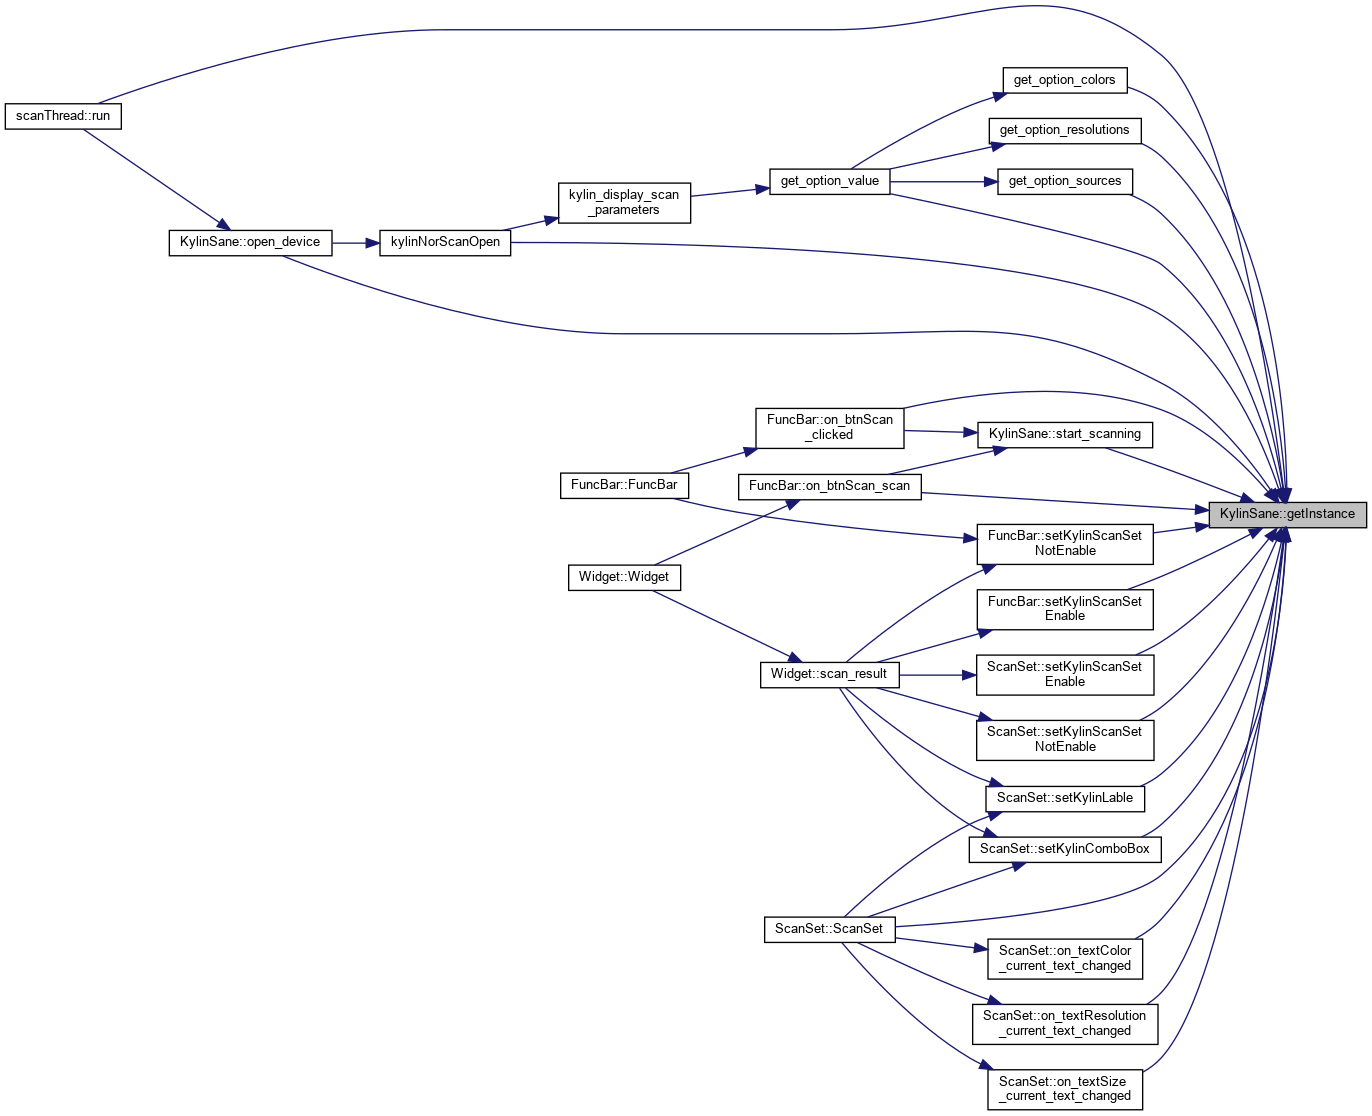 get_option_colors
scanThread::run
get_option_resolutions
get_option_value
get_option_sources
kylin_display_scan
_parameters
KylinSane::open_device
kylinNorScanOpen
FuncBar::on_btnScan
_clicked
KylinSane::start_scanning
FuncBar::FuncBar
FuncBar::on_btnScan_scan
KylinSane::getInstance
FuncBar::setKylinScanSet
NotEnable
Widget::Widget
FuncBar::setKylinScanSet
Enable
Widget::scan_result
ScanSet::setKylinScanSet
Enable
ScanSet::setKylinScanSet
NotEnable
ScanSet::setKylinLable
ScanSet::setKylinComboBox
ScanSet::ScanSet
ScanSet::on_textColor
_current_text_changed
ScanSet::on_textResolution
_current_text_changed
ScanSet::on_textSize
_current_text_changed